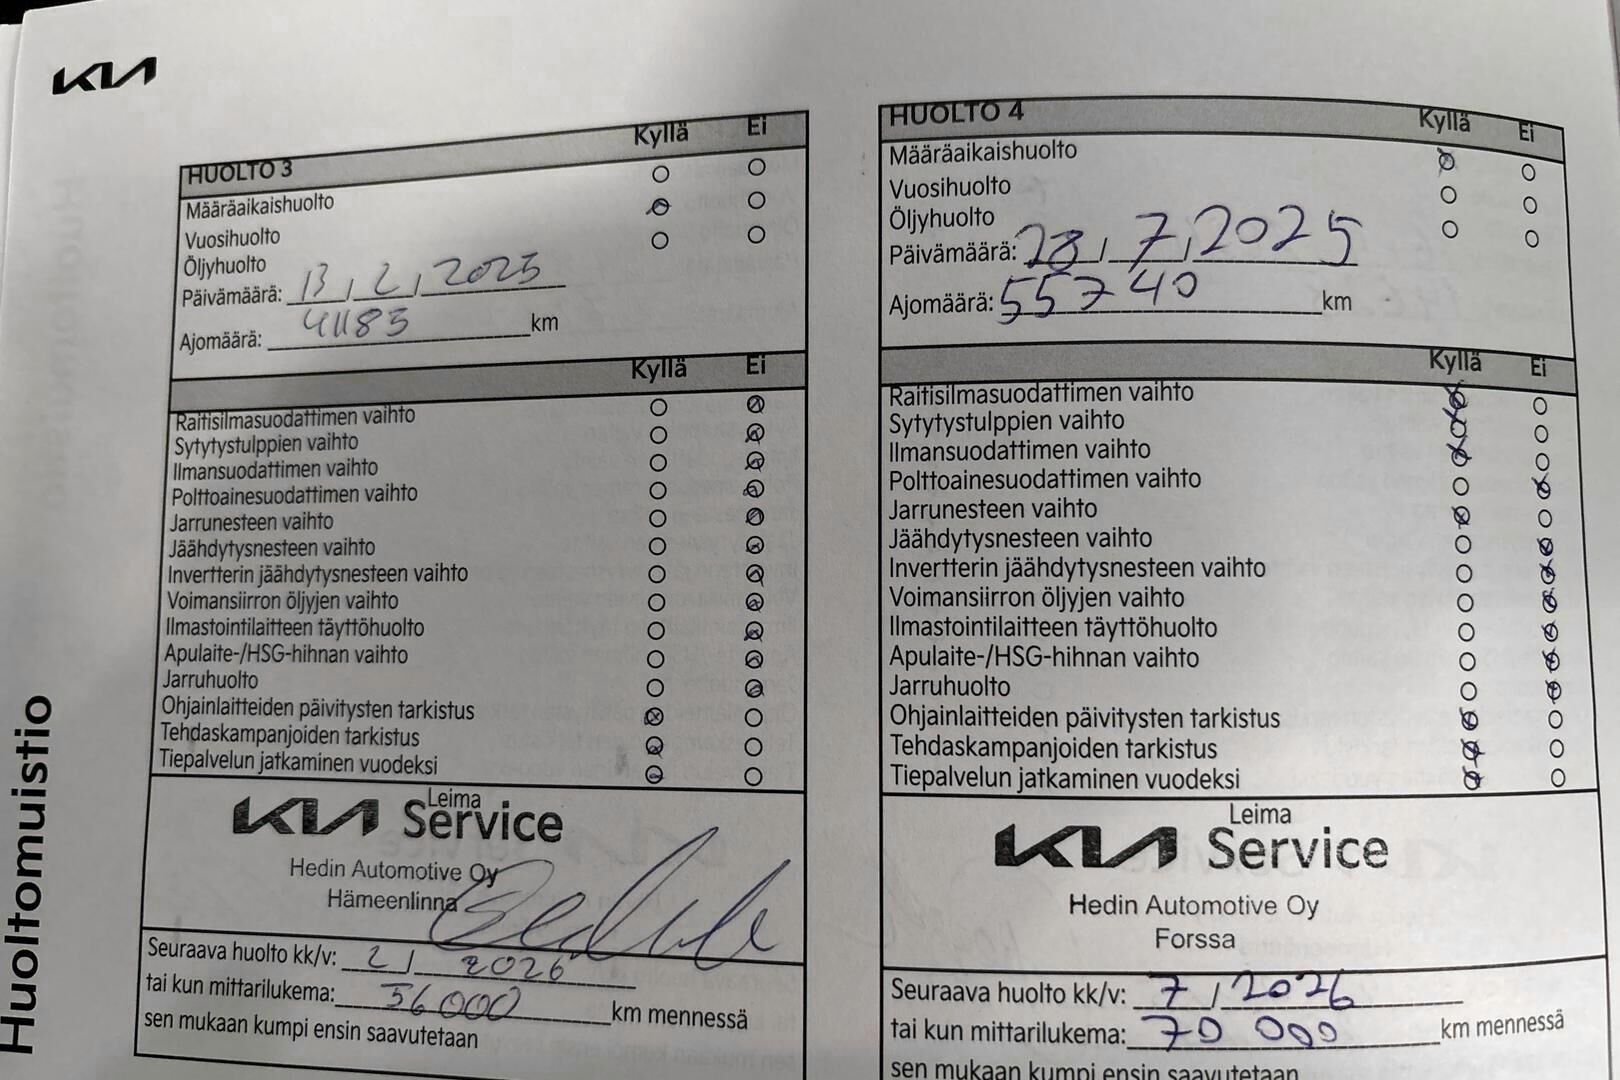 KIA
Huoltomuistio
HUOLTO 3 Kyllä Ei
Määräaikaishuolto
Vuosihuolto
Öljyhuolto
Päivämäärä: 13 / 2 / 2025
Ajomäärä: 41183 km
Kyllä Ei
Raitisilmasuodattimen vaihto
Sytytystulppien vaihto
Ilmansuodattimen vaihto
Polttoainesuodattimen vaihto
Jarrunesteen vaihto
Jäähdytysnesteen vaihto
Invertterin jäähdytysnesteen vaihto
Voimansiirron öljyjen vaihto
Ilmastointilaitteen täyttöhuolto
Apulaite-/HSG-hihnan vaihto
Jarruhuolto
Ohjainlaitteiden päivitysten tarkistus
Tehdaskampanjoiden tarkistus
Tiepalvelun jatkaminen vuodeksi
Leima
KIA Service
Hedin Automotive Oy
Hämeenlinna
Seuraava huolto kk/v: 2 / 2026
tai kun mittarilukema: 56 000 km mennessä
sen mukaan kumpi ensin saavutetaan
HUOLTO 4 Kyllä Ei
Määräaikaishuolto
Vuosihuolto
Öljyhuolto
Päivämäärä: 28 / 7 / 2025
Ajomäärä: 55740 km
Kyllä Ei
Raitisilmasuodattimen vaihto
Sytytystulppien vaihto
Ilmansuodattimen vaihto
Polttoainesuodattimen vaihto
Jarrunesteen vaihto
Jäähdytysnesteen vaihto
Invertterin jäähdytysnesteen vaihto
Voimansiirron öljyjen vaihto
Ilmastointilaitteen täyttöhuolto
Apulaite-/HSG-hihnan vaihto
Jarruhuolto
Ohjainlaitteiden päivitysten tarkistus
Tehdaskampanjoiden tarkistus
Tiepalvelun jatkaminen vuodeksi
Leima
KIA Service
Hedin Automotive Oy
Forssa
Seuraava huolto kk/v: 7 / 2026
tai kun mittarilukema: 70 000 km mennessä
sen mukaan kumpi ensin saavutetaan